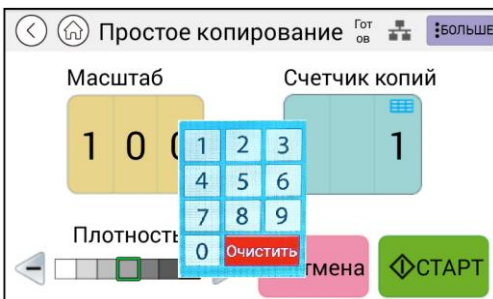 Простое копирование Гот
ов БОЛЬШЕ
Масштаб Счетчик копий
1 0 0 1
1 2 3
4 5 6
7 8 9
0 Очистить
Плотность
тмена СТАРТ